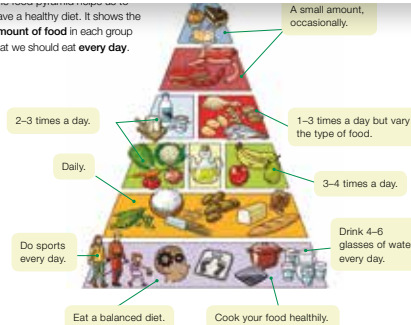 ave a healthy diet. It shows the
mount of food in each group
at we should eat every day.
A small amount,
occasionally.
2–3 times a day.
1–3 times a day but vary
the type of food.
Daily.
3–4 times a day.
Do sports
every day.
Drink 4–6
glasses of wate
every day.
Eat a balanced diet.
Cook your food healthily.